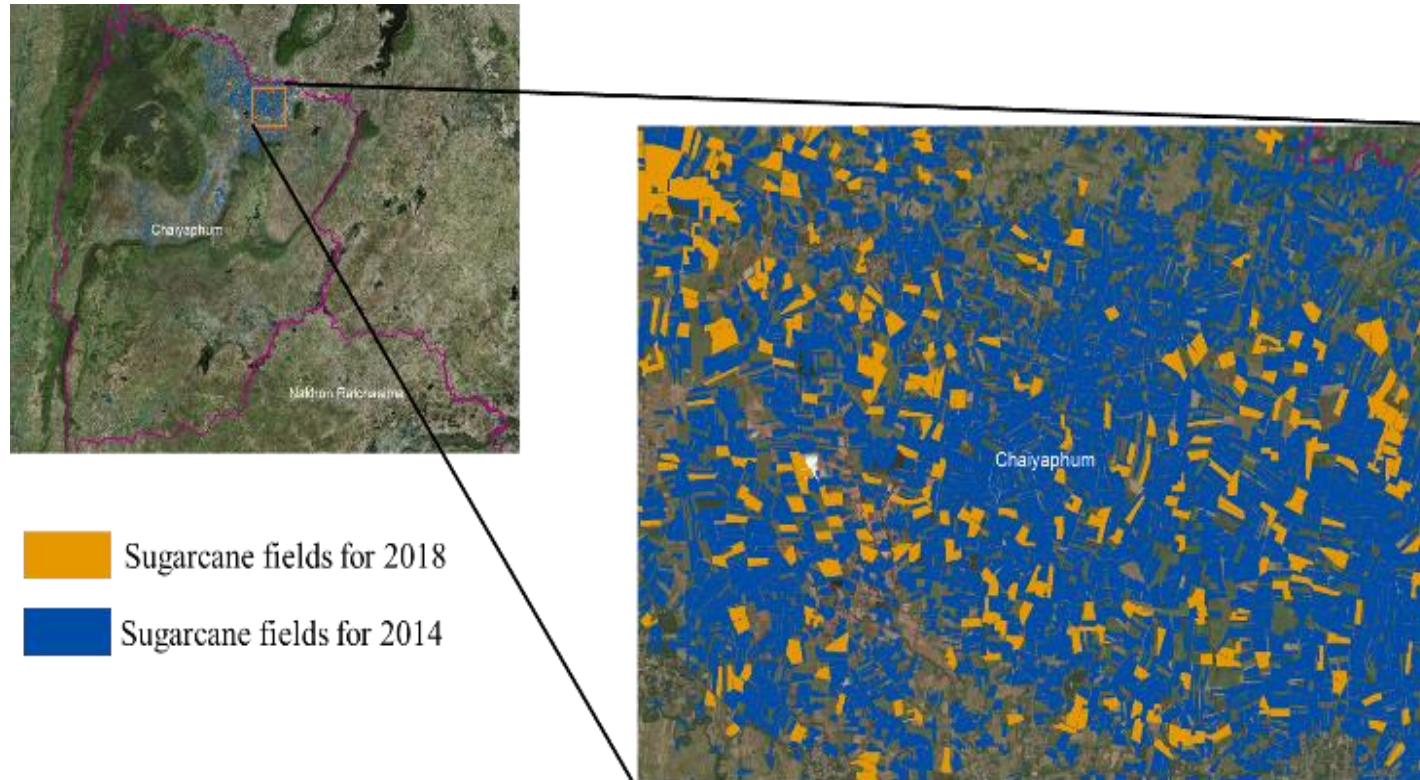 Chaiyaphum
Nakhon Ratchasima
Sugarcane fields for 2018
Sugarcane fields for 2014
Chaiyaphum